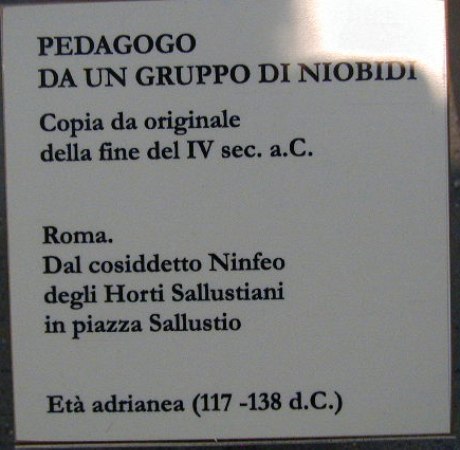 PEDAGOGO
DA UN GRUPPO DI NIOBIDI
Copia da originale
della fine del IV sec. a.C.
Roma.
Dal cosiddetto Ninfeo
degli Horti Sallustiani
in piazza Sallustio
Età adrianea (117 -138 d.C.)